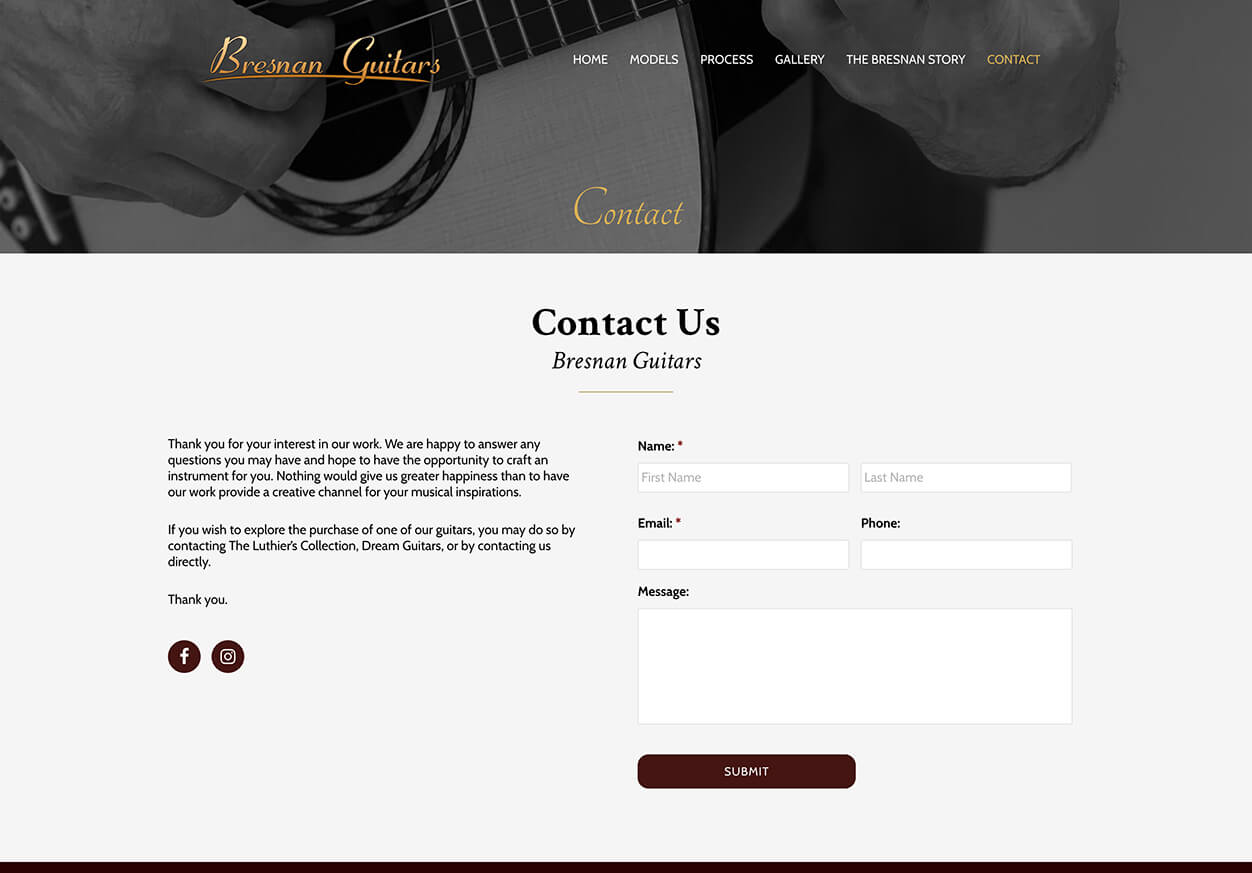 Bresnan Guitars
HOME MODELS PROCESS GALLERY THE BRESNAN STORY CONTACT
Contact
Contact Us
Bresnan Guitars
Thank you for your interest in our work. We are happy to answer any
questions you may have and hope to have the opportunity to craft an
instrument for you. Nothing would give us greater happiness than to have
our work provide a creative channel for your musical inspirations.
If you wish to explore the purchase of one of our guitars, you may do so by
contacting The Luthier's Collection, Dream Guitars, or by contacting us
directly.
Thank you.
Name: *
First Name
Last Name
Email: *
Phone:
Message:
SUBMIT